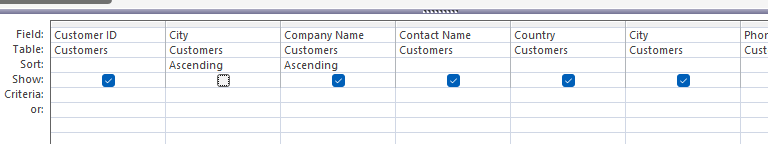 Field: Customer ID City Company Name Contact Name Country City Phon
Table: Customers Customers Customers Customers Customers Customers Cust
Sort: Ascending Ascending
Show:
Criteria:
or: